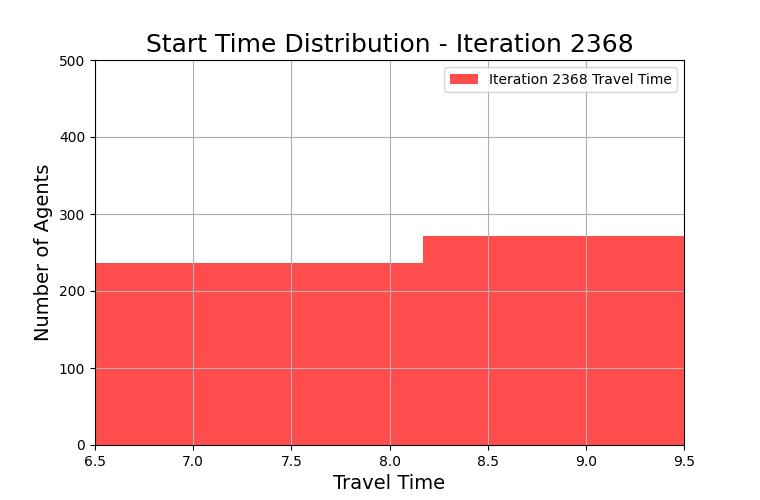 Start Time Distribution - Iteration 2368
Iteration 2368 Travel Time
Number of Agents
500
400
300
200
100
0
6.5 7.0 7.5 8.0 8.5 9.0 9.5
Travel Time